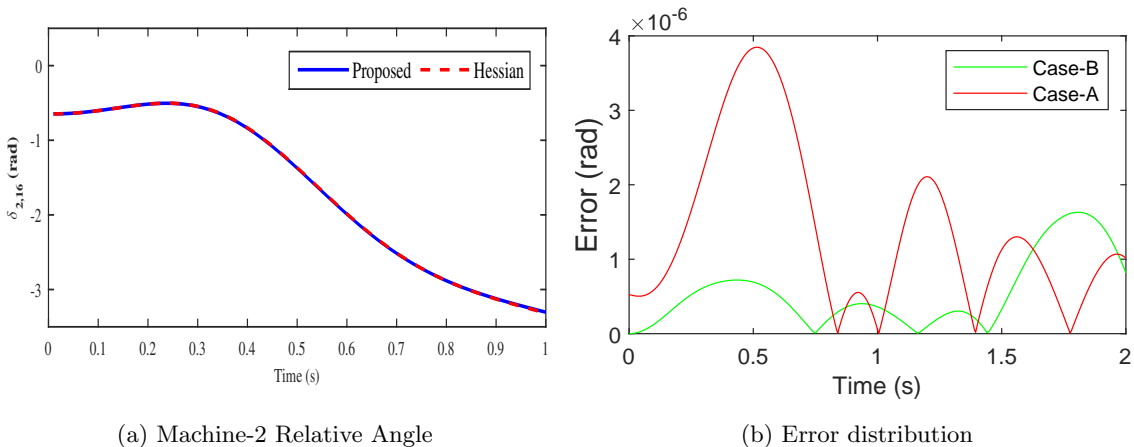 0
-1
-2
-3
δ2,16 (rad)
Proposed
Hessian
0 0.1 0.2 0.3 0.4 0.5 0.6 0.7 0.8 0.9 1
Time (s)
(a) Machine-2 Relative Angle
×10-6
4
3
2
1
0
Error (rad)
Case-B
Case-A
0 0.5 1 1.5 2
Time (s)
(b) Error distribution